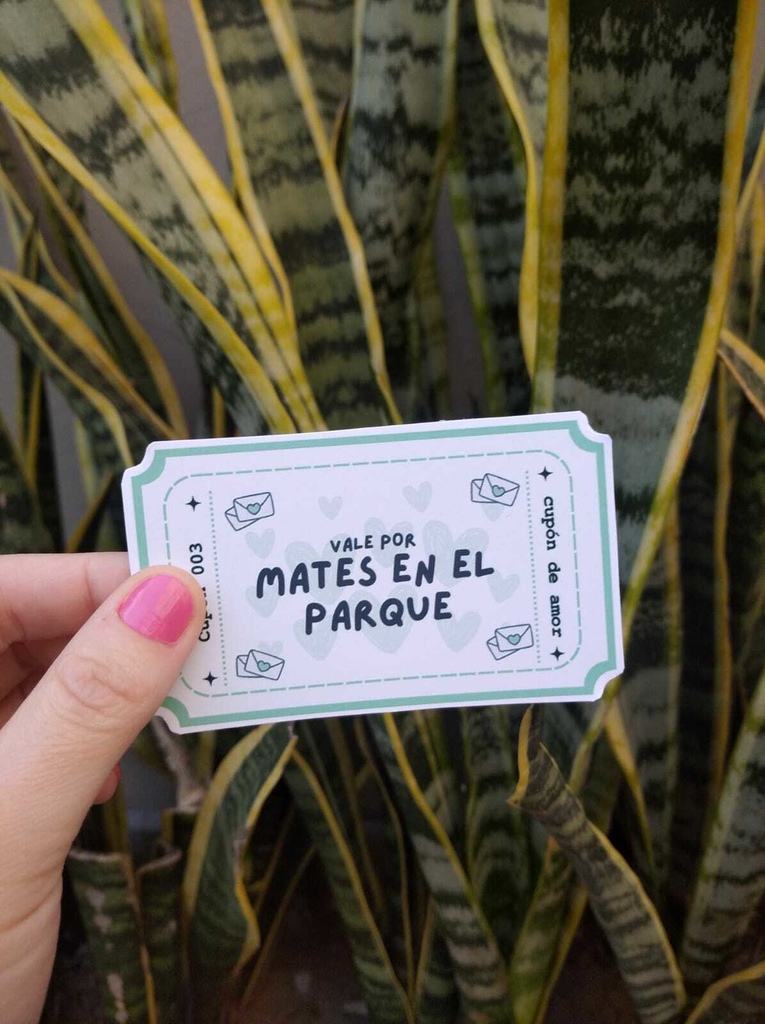 VALE POR
MATES EN EL
PARQUE
003
cupón de amor